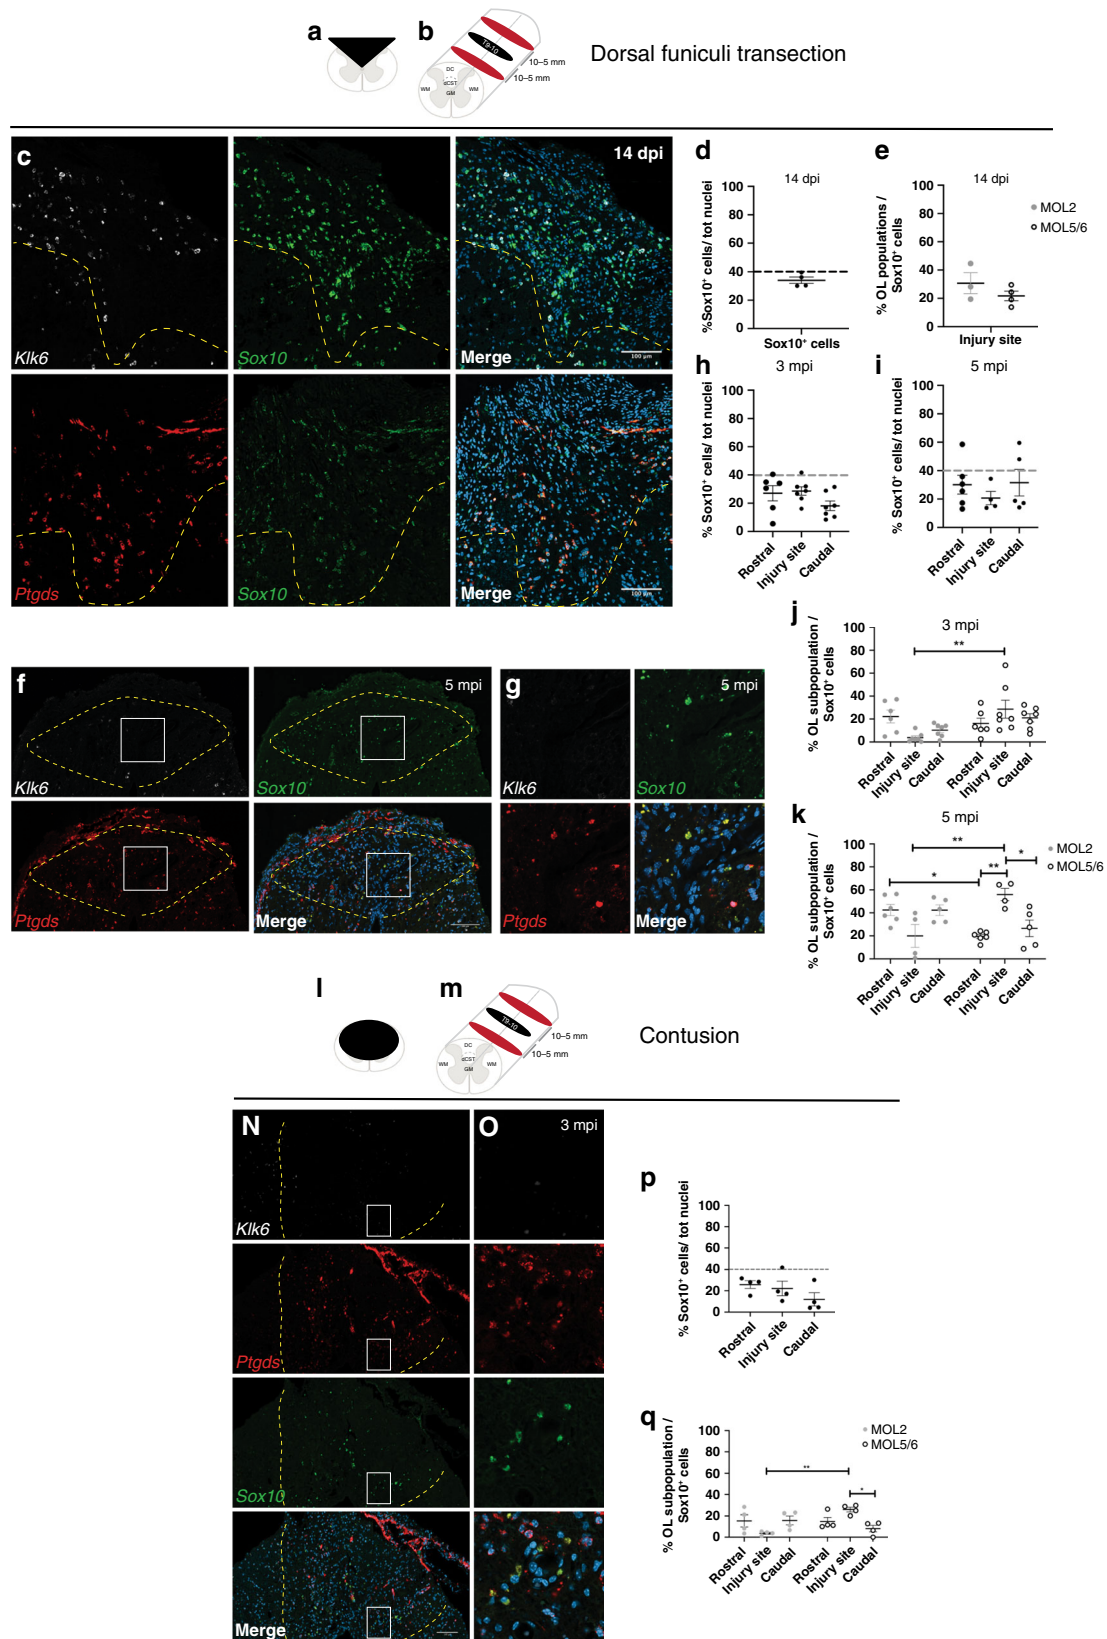 a
b
T9-10
10–5 mm
10–5 mm
DC
dCST
WM
GM
WM
Dorsal funiculi transection
c
14 dpi
Klk6
Sox10
Merge
100 µm
Ptgds
Sox10
Merge
100 µm
d
14 dpi
%Sox10+ cells/ tot nuclei
100
80
60
40
20
0
Sox10+ cells
e
14 dpi
% OL populations /
Sox10+ cells
100
80
60
40
20
0
Injury site
MOL2
MOL5/6
h
3 mpi
% Sox10+ cells/ tot nuclei
100
80
60
40
20
0
Rostral
Injury site
Caudal
i
5 mpi
% Sox10+ cells/ tot nuclei
100
80
60
40
20
0
Rostral
Injury site
Caudal
j
3 mpi
% OL subpopulation /
Sox10+ cells
100
80
60
40
20
0
**
Rostral
Injury site
Caudal
Rostral
Injury site
Caudal
f
5 mpi
Klk6
Sox10
Ptgds
Merge
g
5 mpi
Klk6
Sox10
Ptgds
Merge
k
5 mpi
% OL subpopulation /
Sox10+ cells
100
80
60
40
20
0
**
*
**
*
MOL2
MOL5/6
Rostral
Injury site
Caudal
Rostral
Injury site
Caudal
l
m
T9-10
10–5 mm
10–5 mm
DC
dCST
WM
GM
WM
Contusion
N
O
3 mpi
Klk6
Ptgds
Sox10
Merge
p
% Sox10+ cells/ tot nuclei
100
80
60
40
20
0
Rostral
Injury site
Caudal
q
% OL subpopulation /
Sox10+ cells
100
80
60
40
20
0
**
*
MOL2
MOL5/6
Rostral
Injury site
Caudal
Rostral
Injury site
Caudal